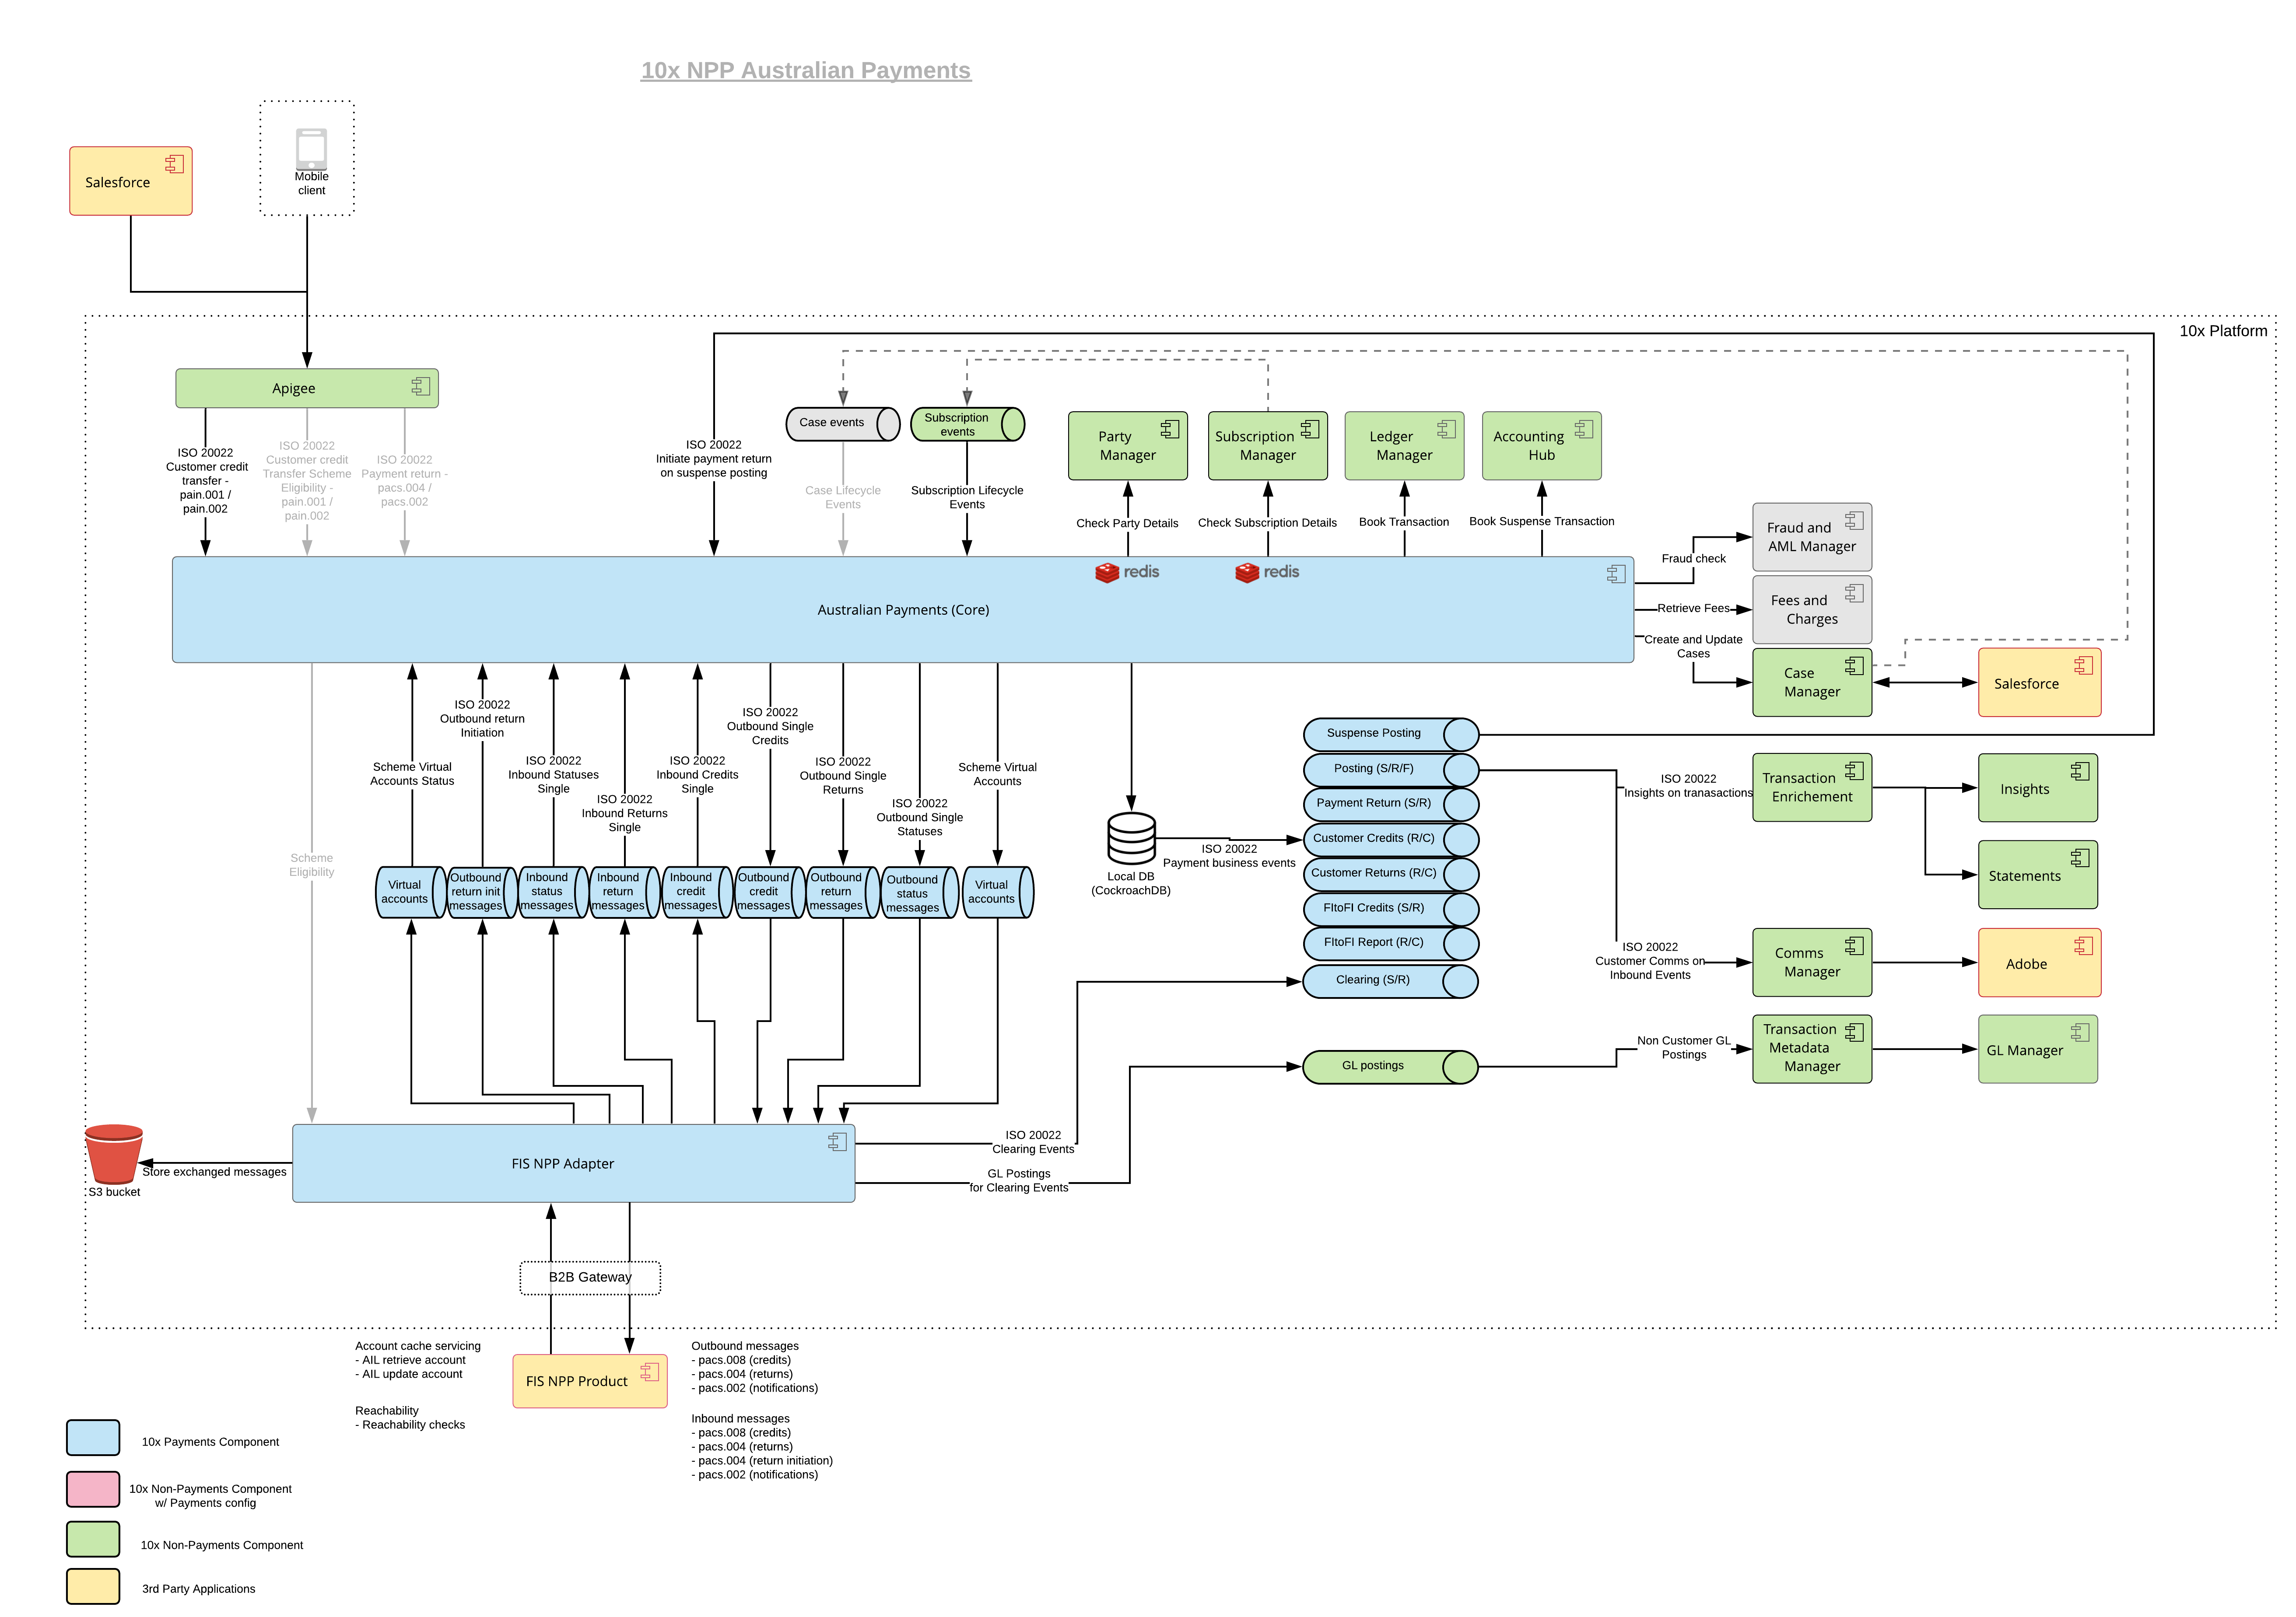 10x NPP Australian Payments
Salesforce
Mobile
client
10x Platform
Apigee
ISO 20022
Customer credit
transfer -
pain.001 /
pain.002
ISO 20022
Customer credit
Transfer Scheme
Eligibility -
pain.001 /
pain.002
ISO 20022
Payment return -
pacs.004 /
pacs.002
ISO 20022
Initiate payment return
on suspense posting
Case events
Case Lifecycle
Events
Subscription
events
Subscription Lifecycle
Events
Party
Manager
Check Party Details
Subscription
Manager
Check Subscription Details
Ledger
Manager
Book Transaction
Accounting
Hub
Book Suspense Transaction
redis
redis
Australian Payments (Core)
Fraud check
Fraud and
AML Manager
Retrieve Fees
Fees and
Charges
Create and Update
Cases
Case
Manager
Salesforce
Scheme
Eligibility
Scheme Virtual
Accounts Status
ISO 20022
Outbound return
Initiation
ISO 20022
Inbound Statuses
Single
ISO 20022
Inbound Returns
Single
ISO 20022
Inbound Credits
Single
ISO 20022
Outbound Single
Credits
ISO 20022
Outbound Single
Returns
ISO 20022
Outbound Single
Statuses
Scheme Virtual
Accounts
Virtual
accounts
Outbound
return init
messages
Inbound
status
messages
Inbound
return
messages
Inbound
credit
messages
Outbound
credit
messages
Outbound
return
messages
Outbound
status
messages
Virtual
accounts
Local DB
(CockroachDB)
ISO 20022
Payment business events
Suspense Posting
Posting (S/R/F)
Payment Return (S/R)
Customer Credits (R/C)
Customer Returns (R/C)
FItoFI Credits (S/R)
FItoFI Report (R/C)
Clearing (S/R)
GL postings
ISO 20022
Insights on tranasactions
Transaction
Enrichement
Insights
Statements
ISO 20022
Customer Comms on
Inbound Events
Comms
Manager
Adobe
Non Customer GL
Postings
Transaction
Metadata
Manager
GL Manager
S3 bucket
Store exchanged messages
FIS NPP Adapter
ISO 20022
Clearing Events
GL Postings
for Clearing Events
B2B Gateway
FIS NPP Product
Account cache servicing
- AIL retrieve account
- AIL update account
Reachability
- Reachability checks
Outbound messages
- pacs.008 (credits)
- pacs.004 (returns)
- pacs.002 (notifications)
Inbound messages
- pacs.008 (credits)
- pacs.004 (returns)
- pacs.004 (return initiation)
- pacs.002 (notifications)
10x Payments Component
10x Non-Payments Component
w/ Payments config
10x Non-Payments Component
3rd Party Applications